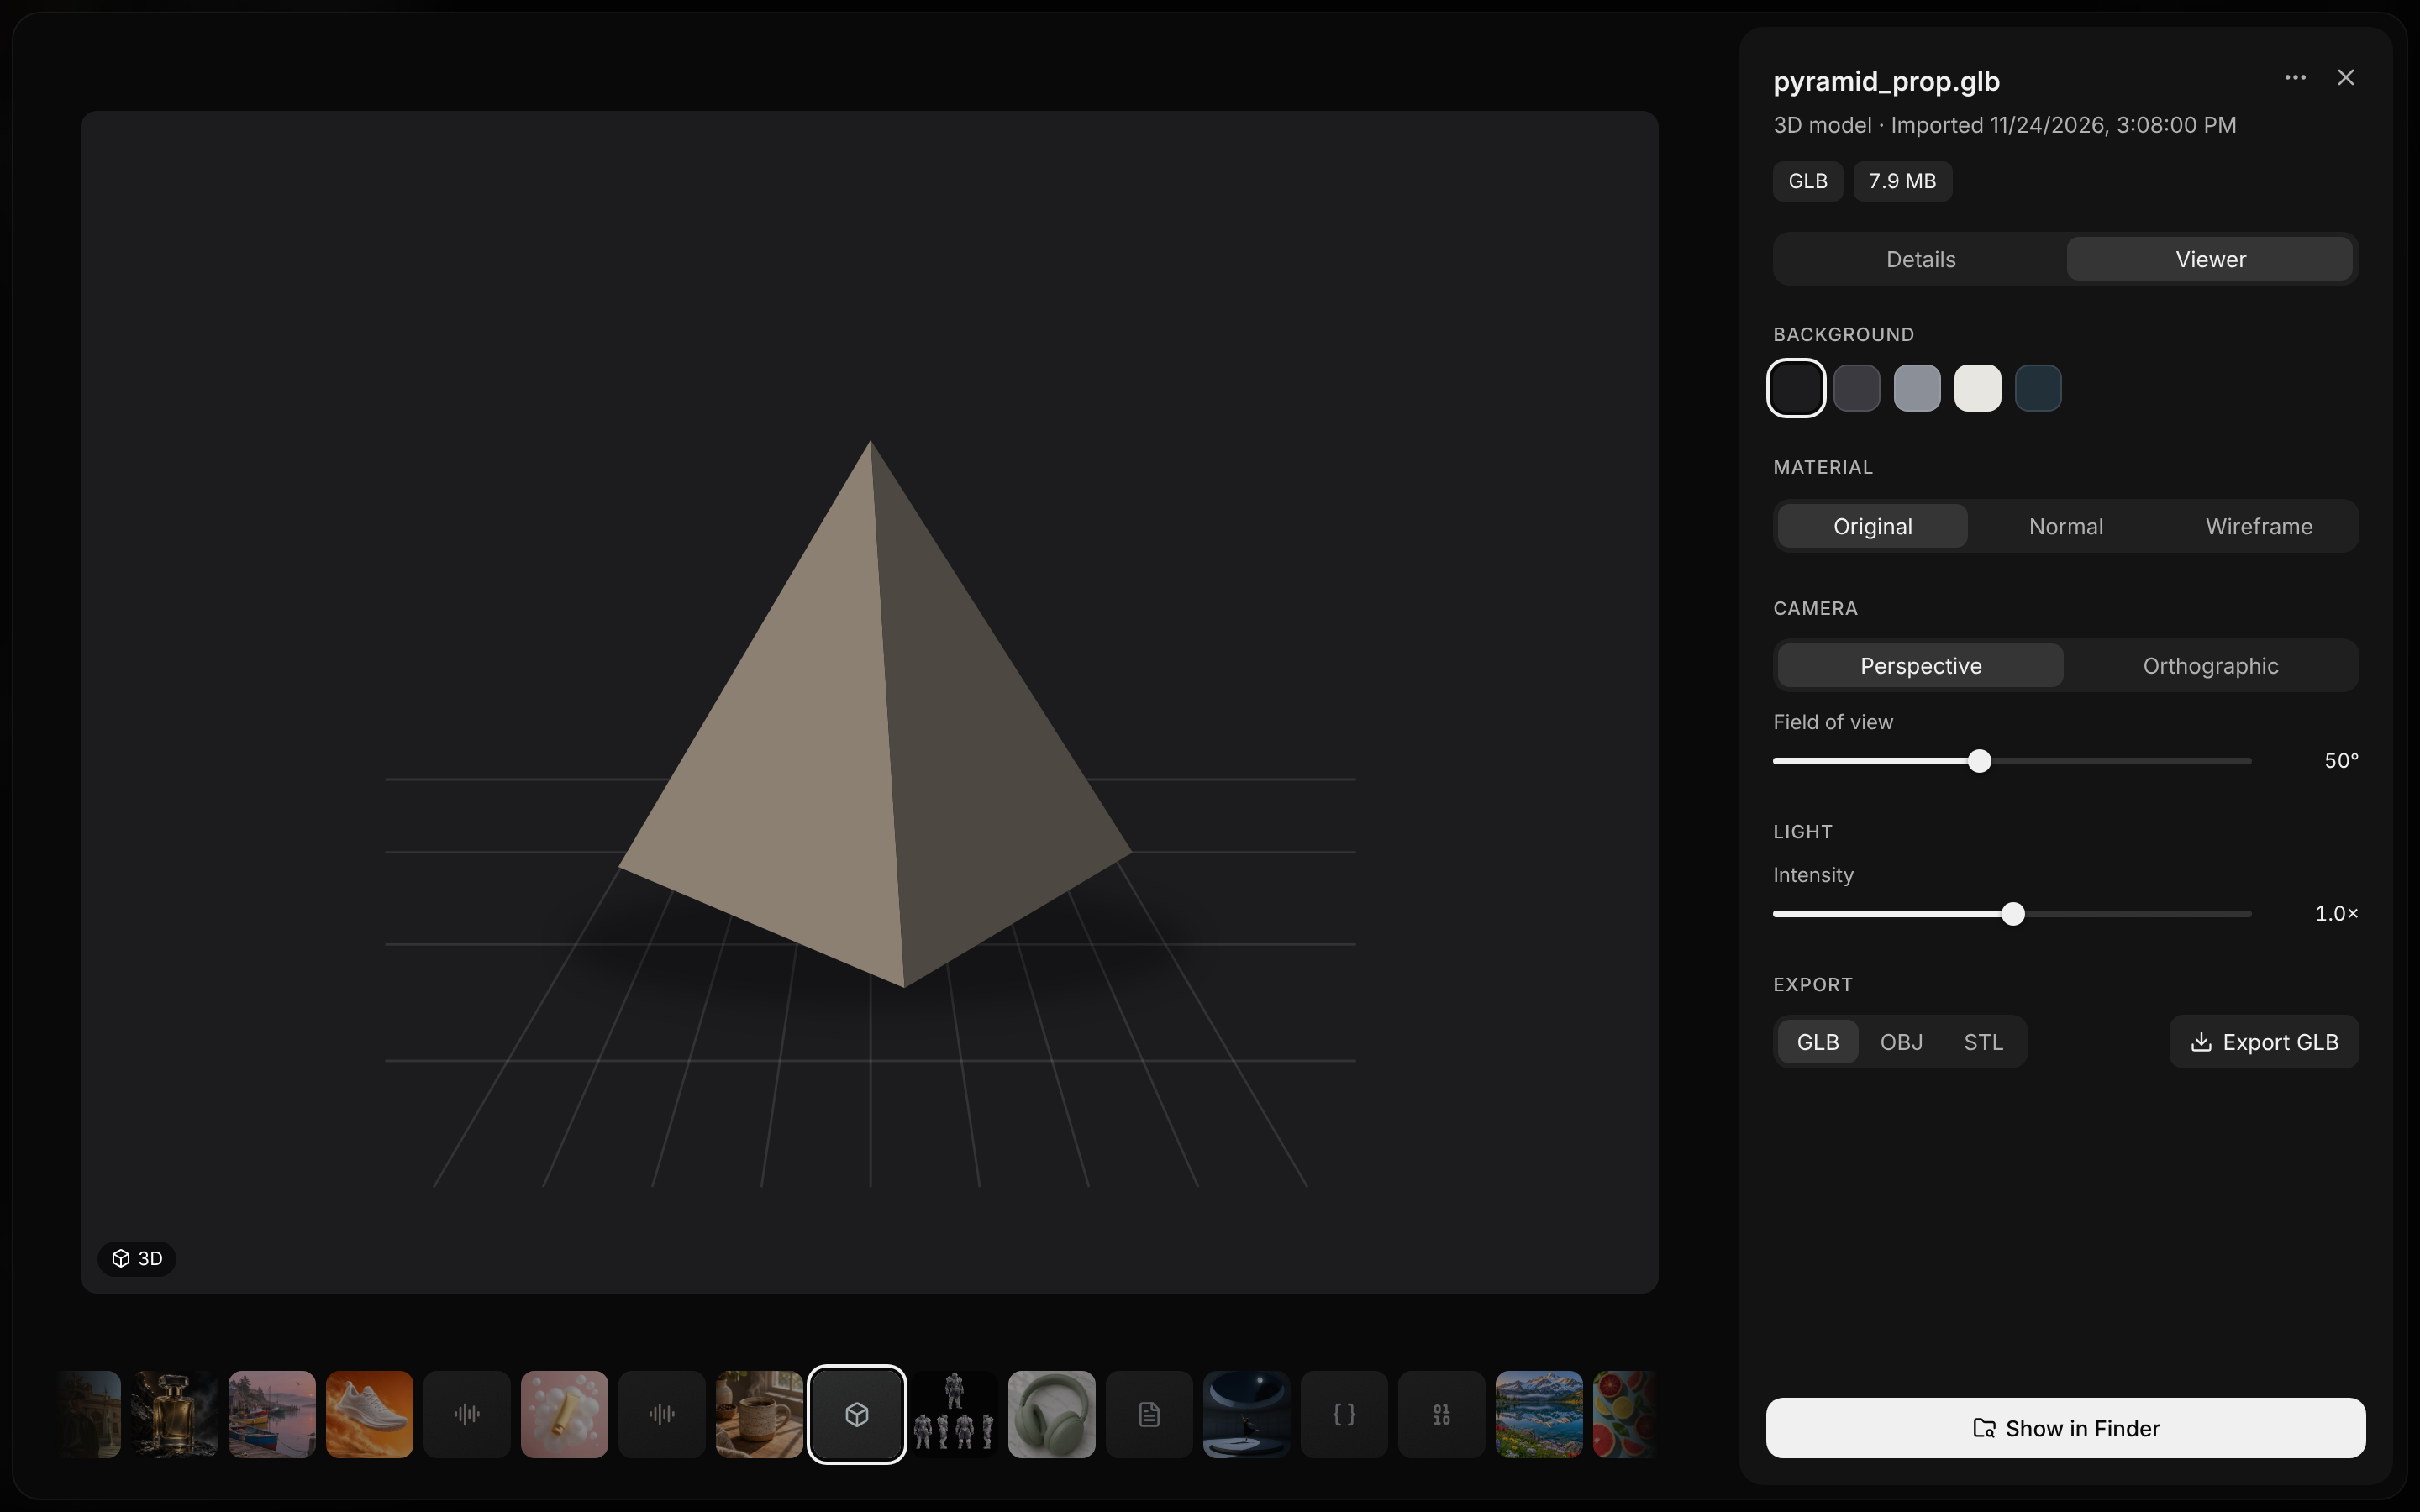 pyramid_prop.glb
3D model · Imported 11/24/2026, 3:08:00 PM
GLB 7.9 MB
Details Viewer
BACKGROUND
MATERIAL
Original Normal Wireframe
CAMERA
Perspective Orthographic
Field of view
50°
LIGHT
Intensity
1.0×
EXPORT
GLB OBJ STL Export GLB
Show in Finder
3D
01
10